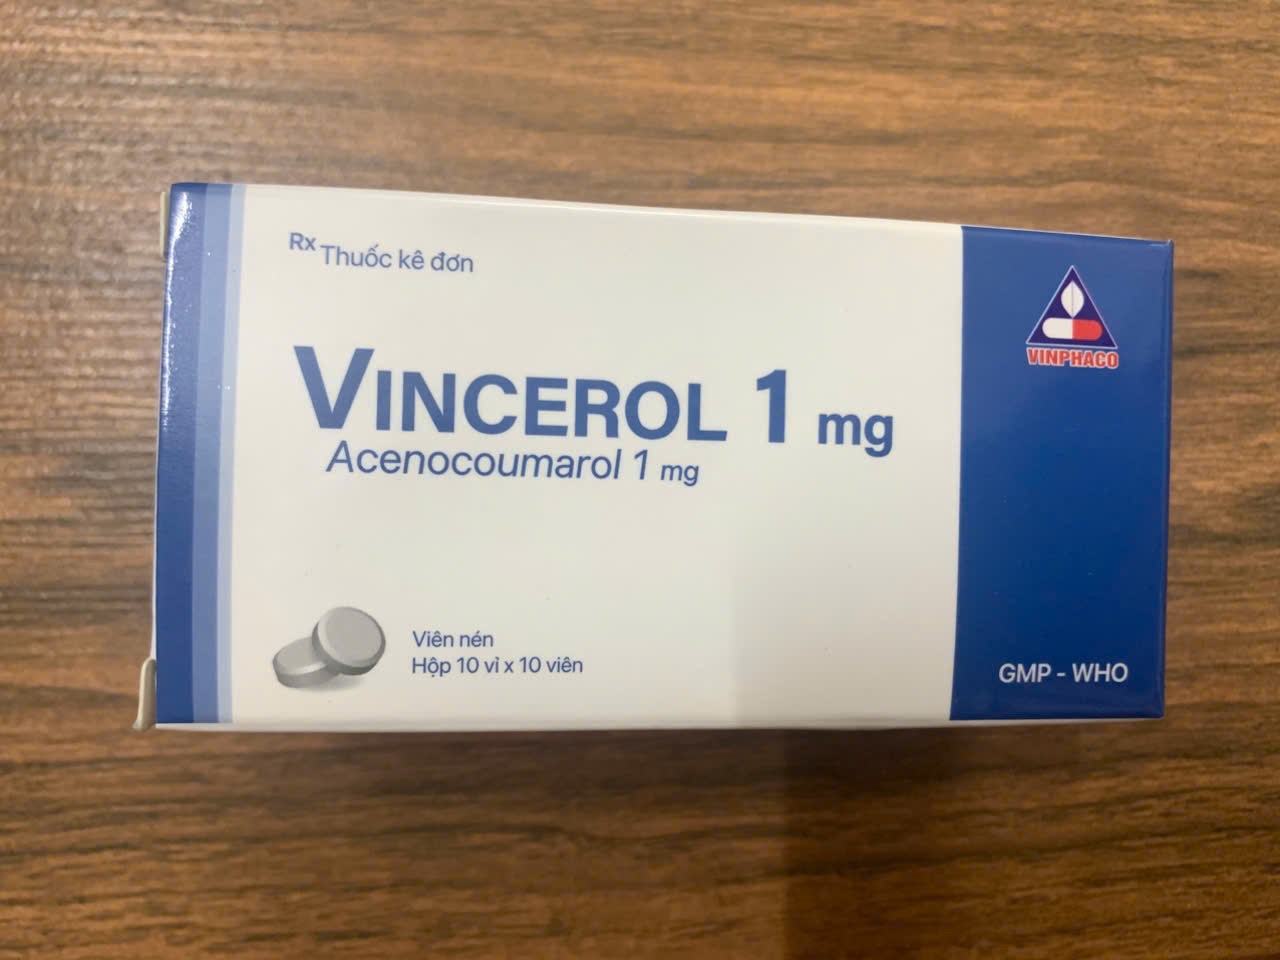 Rx Thuốc kê đơn
VINCEROL 1 mg
Acenocoumarol 1 mg
Viên nén
Hộp 10 vỉ x 10 viên
VINPHACO
GMP - WHO